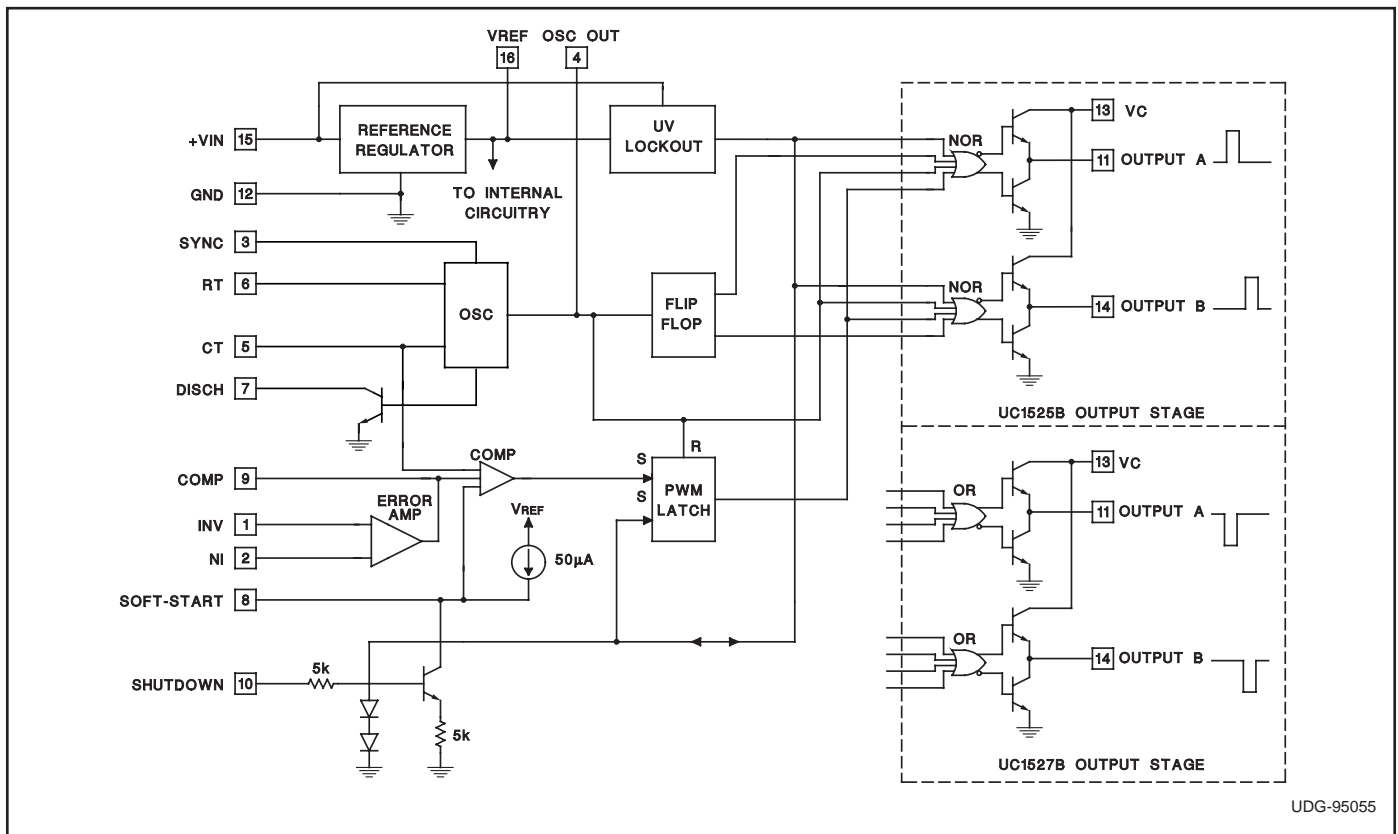 VREF OSC OUT
16 4
+VIN 15
REFERENCE
REGULATOR
UV
LOCKOUT
GND 12
TO INTERNAL
CIRCUITRY
SYNC 3
RT 6
OSC
CT 5
DISCH 7
FLIP
FLOP
COMP 9
COMP
INV 1
ERROR
AMP
NI 2
S
S
R
PWM
LATCH
VREF
50µA
SOFT-START 8
SHUTDOWN 10
5k
5k
NOR
13 VC
11 OUTPUT A
NOR
14 OUTPUT B
UC1525B OUTPUT STAGE
OR
13 VC
11 OUTPUT A
OR
14 OUTPUT B
UC1527B OUTPUT STAGE
UDG-95055